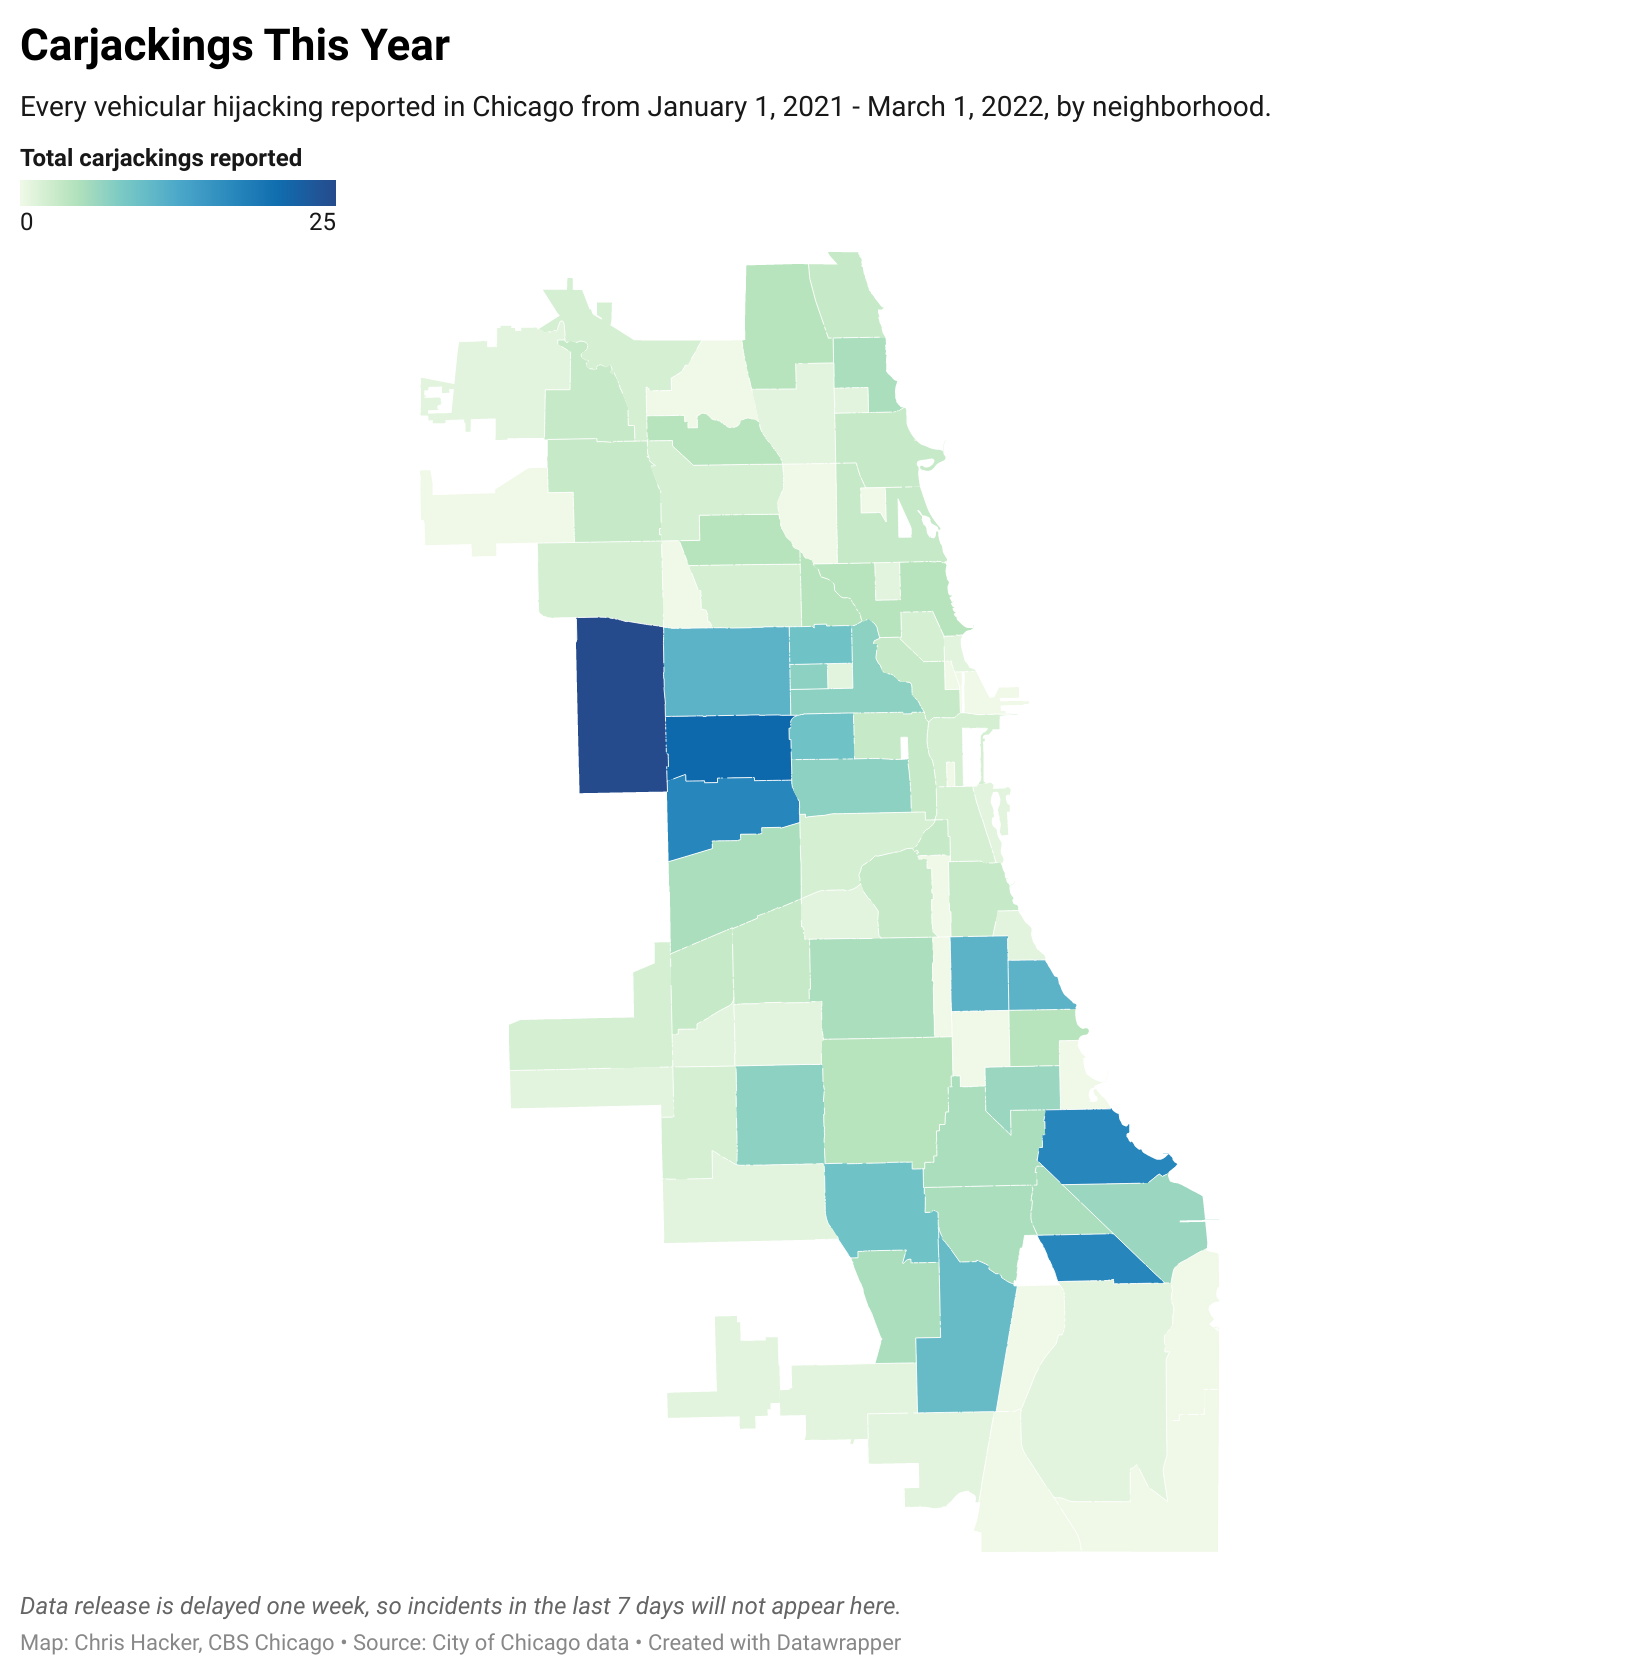 Carjackings This Year
Every vehicular hijacking reported in Chicago from January 1, 2021 - March 1, 2022, by neighborhood.
Total carjackings reported
0 25
Data release is delayed one week, so incidents in the last 7 days will not appear here.
Map: Chris Hacker, CBS Chicago • Source: City of Chicago data • Created with Datawrapper